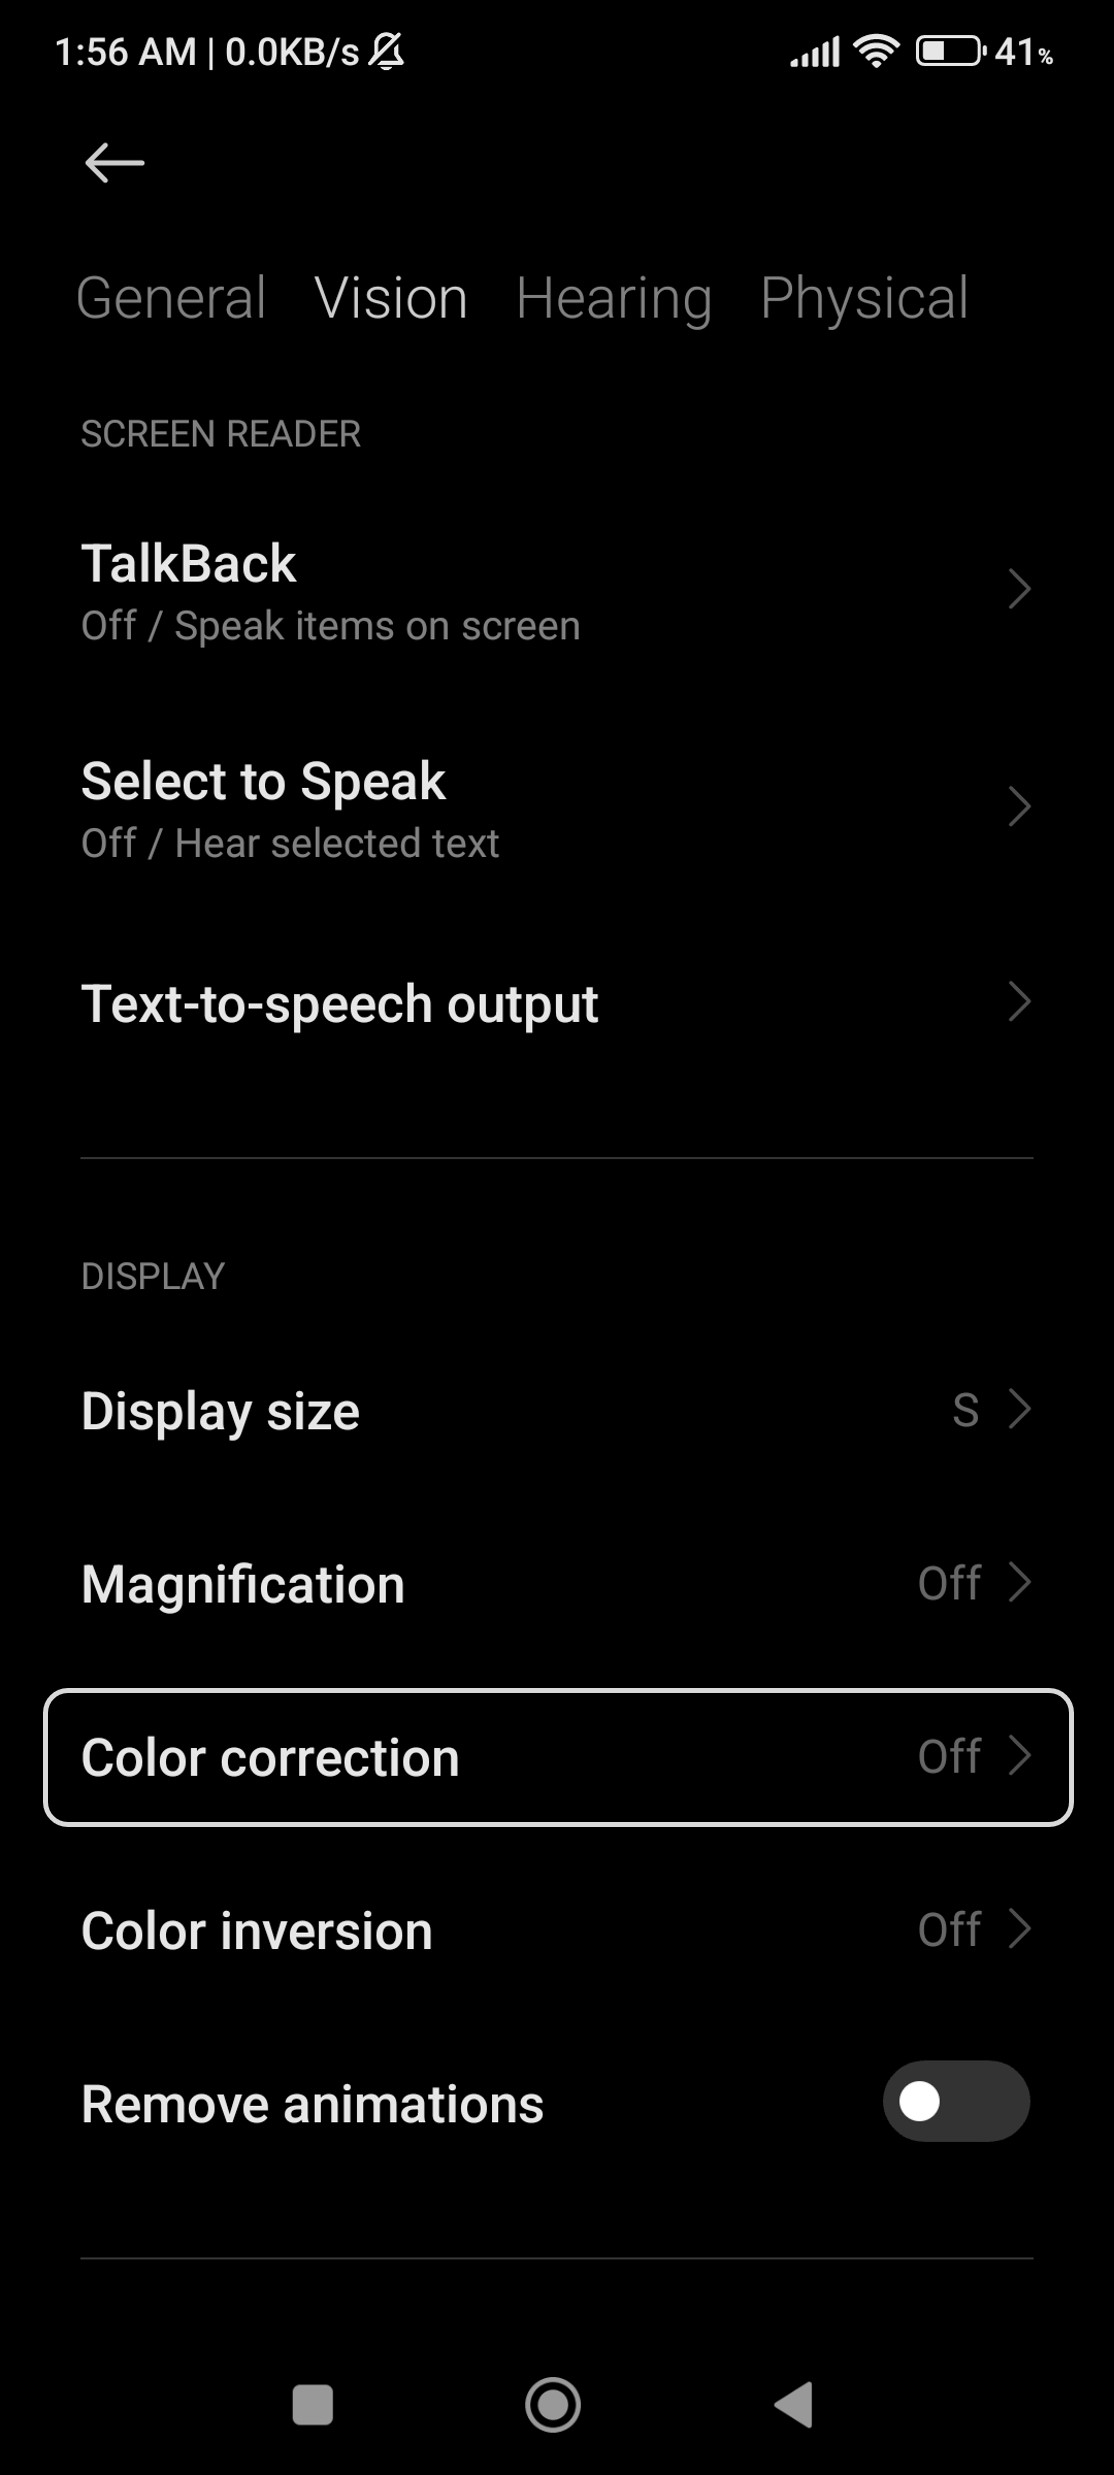 1:56 AM | 0.0KB/s 41%
General Vision Hearing Physical
SCREEN READER
TalkBack
Off / Speak items on screen
Select to Speak
Off / Hear selected text
Text-to-speech output
DISPLAY
Display size S
Magnification Off
Color correction Off
Color inversion Off
Remove animations